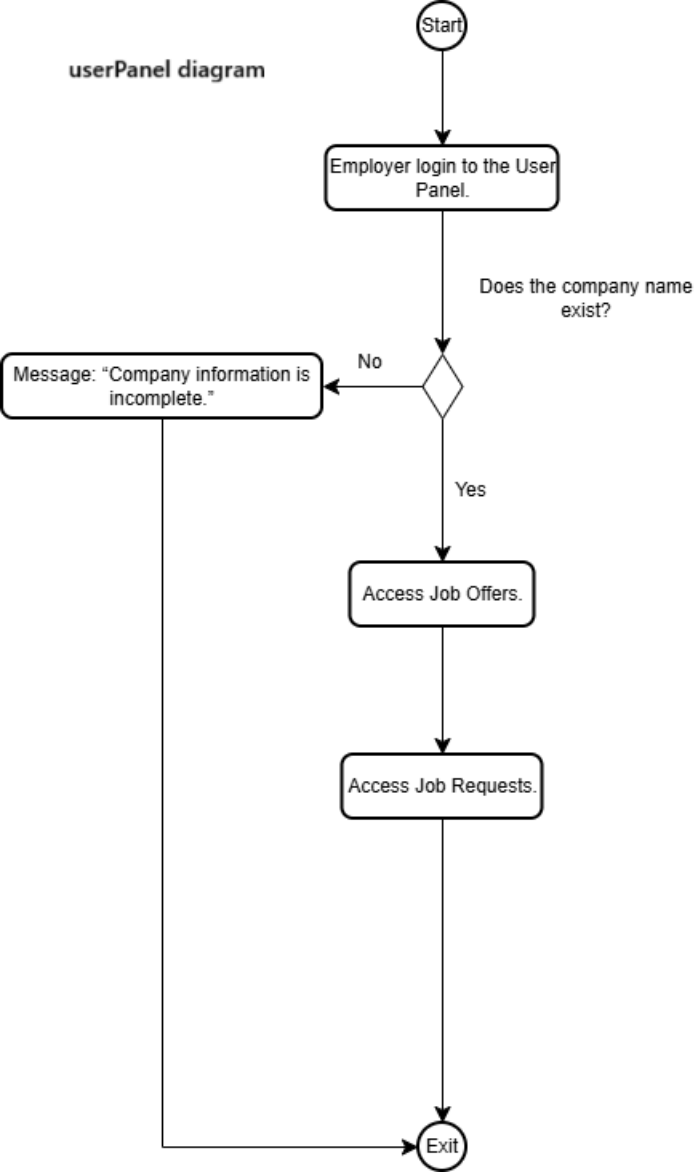 Start
userPanel diagram
Employer login to the User
Panel.
Does the company name
exist?
No
Message: “Company information is
incomplete.”
Yes
Access Job Offers.
Access Job Requests.
Exit